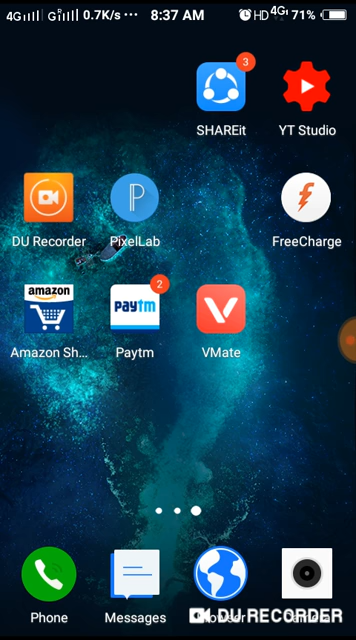 4G G R 0.7K/s ••• 8:37 AM HD 4G 71%
3
SHAREit YT Studio
P
DU Recorder PixelLab FreeCharge
amazon 2
paytm
Amazon Sh... Paytm VMate
Phone Messages
DU RECORDER